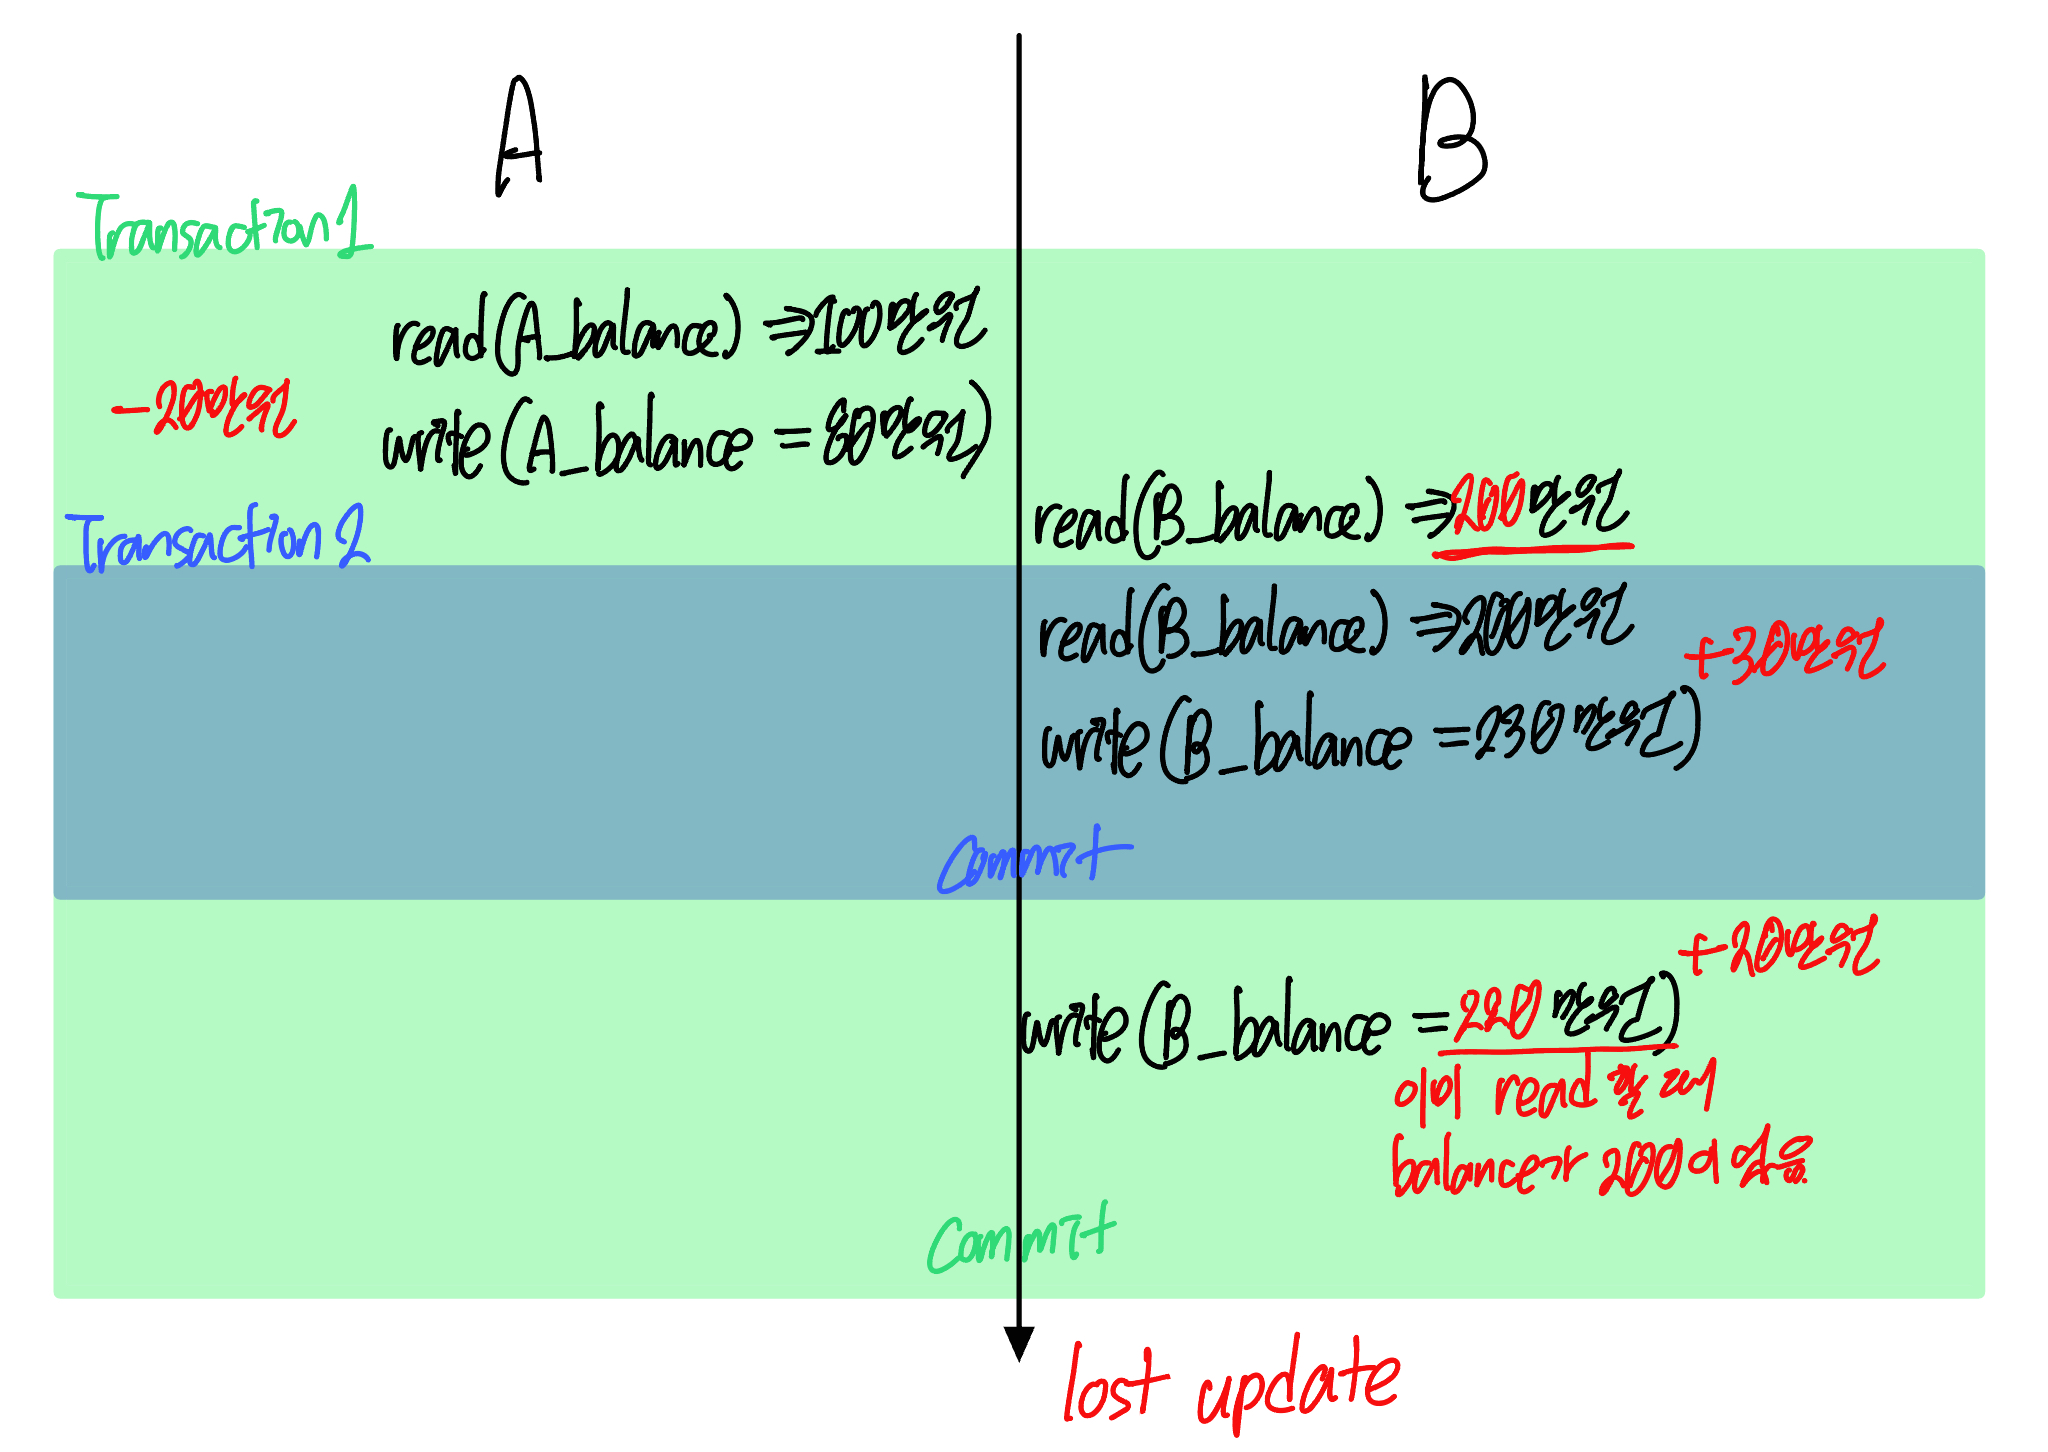 A
B
Transaction 1
read(A_balance) ⇒ 100만원
-20만원
write(A_balance = 80만원)
read(B_balance) ⇒ 200만원
Transaction 2
read(B_balance) ⇒ 200만원
+30만원
write(B_balance = 230만원)
Commit
+20만원
write(B_balance = 220만원)
이미 read 할 때
balance가 200이었음.
Commit
lost update